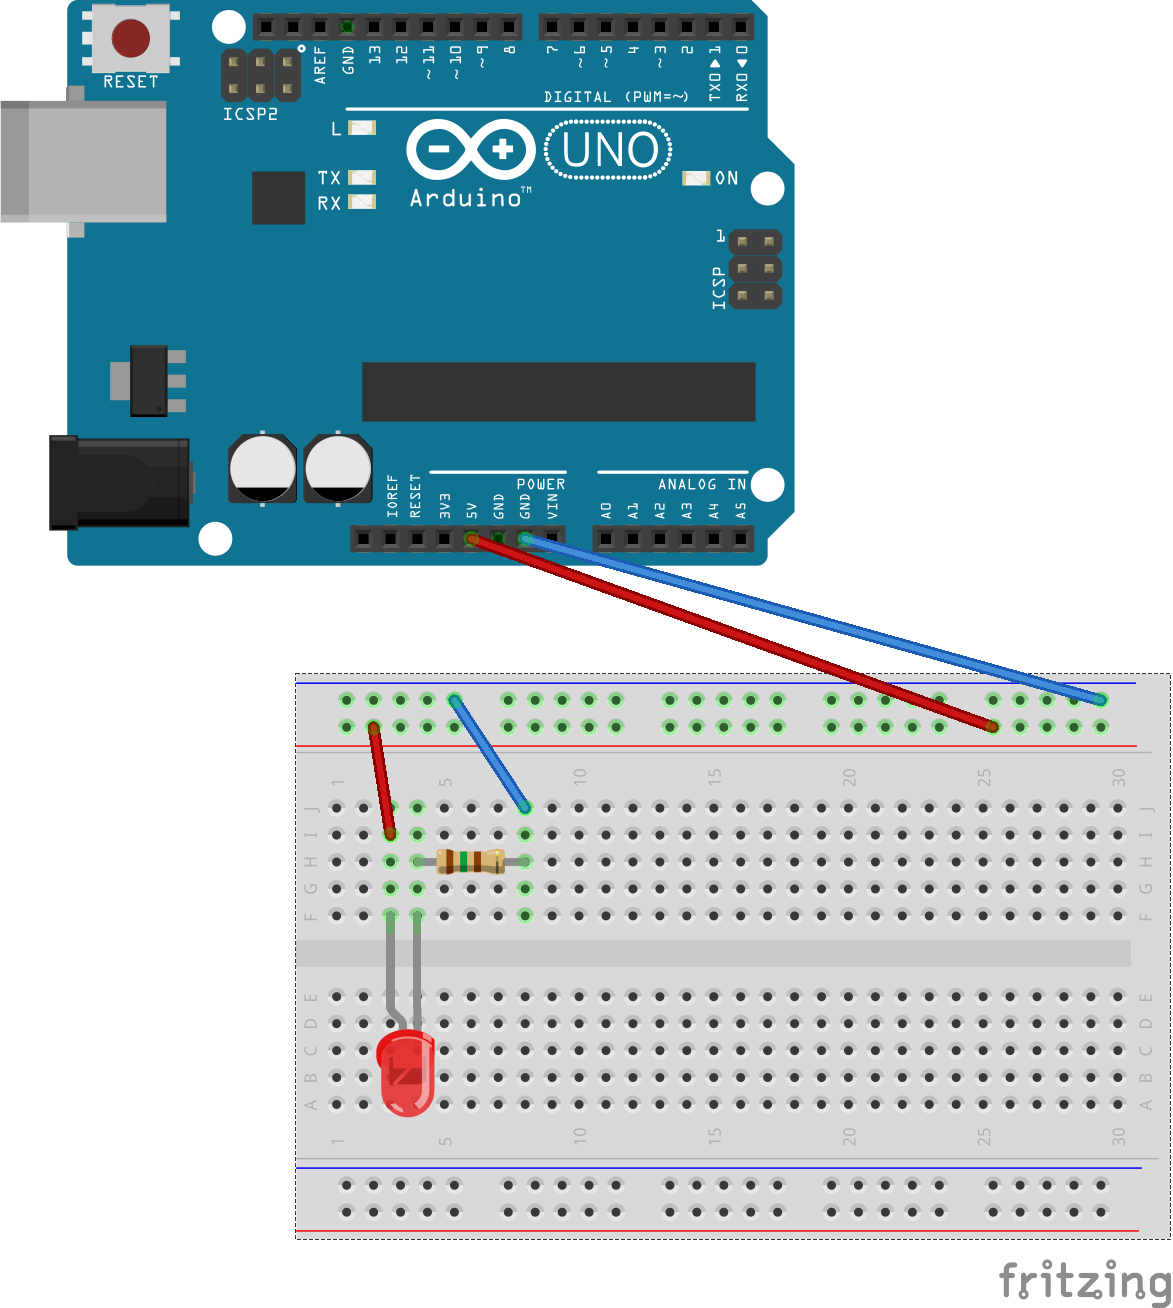 RESET
ICSP2
AREF
GND
13
12
~11
~10
~9
8
7
~6
~5
4
~3
2
TX0▶1
RX0◀0
DIGITAL (PWM=~)
L
TX
RX
UNO
Arduino™
ON
1
ICSP
IOREF
RESET
3V3
5V
GND
GND
VIN
POWER
ANALOG IN
A0
A1
A2
A3
A4
A5
1 5 10 15 20 25 30
J J
I I
H H
G G
F F
E E
D D
C C
B B
A A
1 5 10 15 20 25 30
fritzing